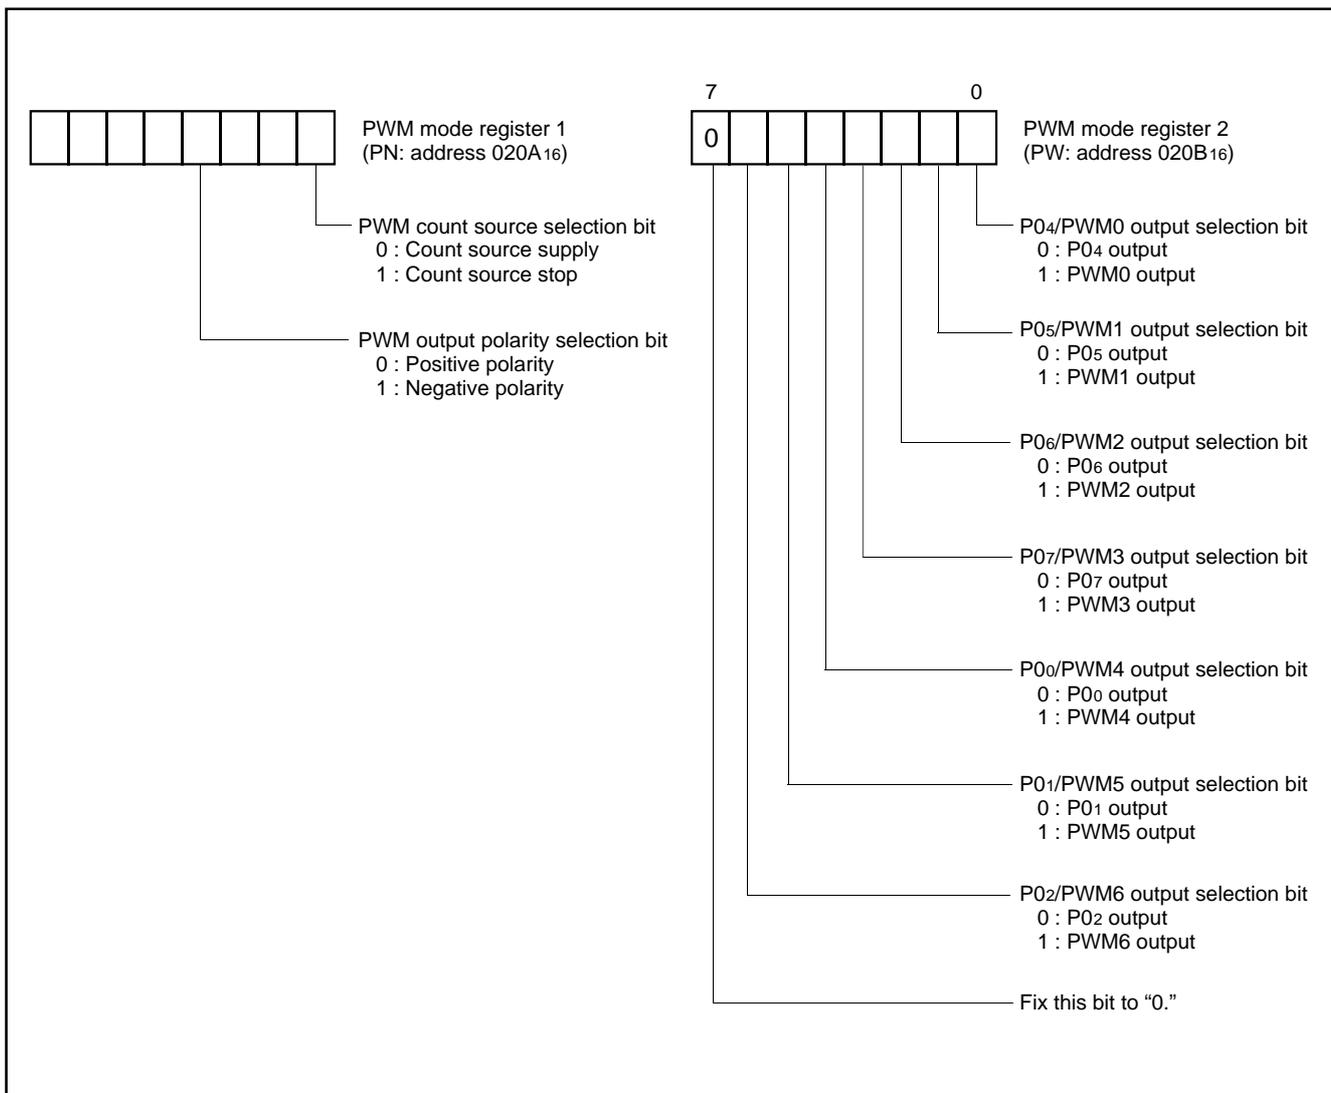 PWM mode register 1
(PN: address 020A16)
PWM count source selection bit
0 : Count source supply
1 : Count source stop
PWM output polarity selection bit
0 : Positive polarity
1 : Negative polarity
7 0
0
PWM mode register 2
(PW: address 020B16)
P04/PWM0 output selection bit
0 : P04 output
1 : PWM0 output
P05/PWM1 output selection bit
0 : P05 output
1 : PWM1 output
P06/PWM2 output selection bit
0 : P06 output
1 : PWM2 output
P07/PWM3 output selection bit
0 : P07 output
1 : PWM3 output
P00/PWM4 output selection bit
0 : P00 output
1 : PWM4 output
P01/PWM5 output selection bit
0 : P01 output
1 : PWM5 output
P02/PWM6 output selection bit
0 : P02 output
1 : PWM6 output
Fix this bit to “0.”